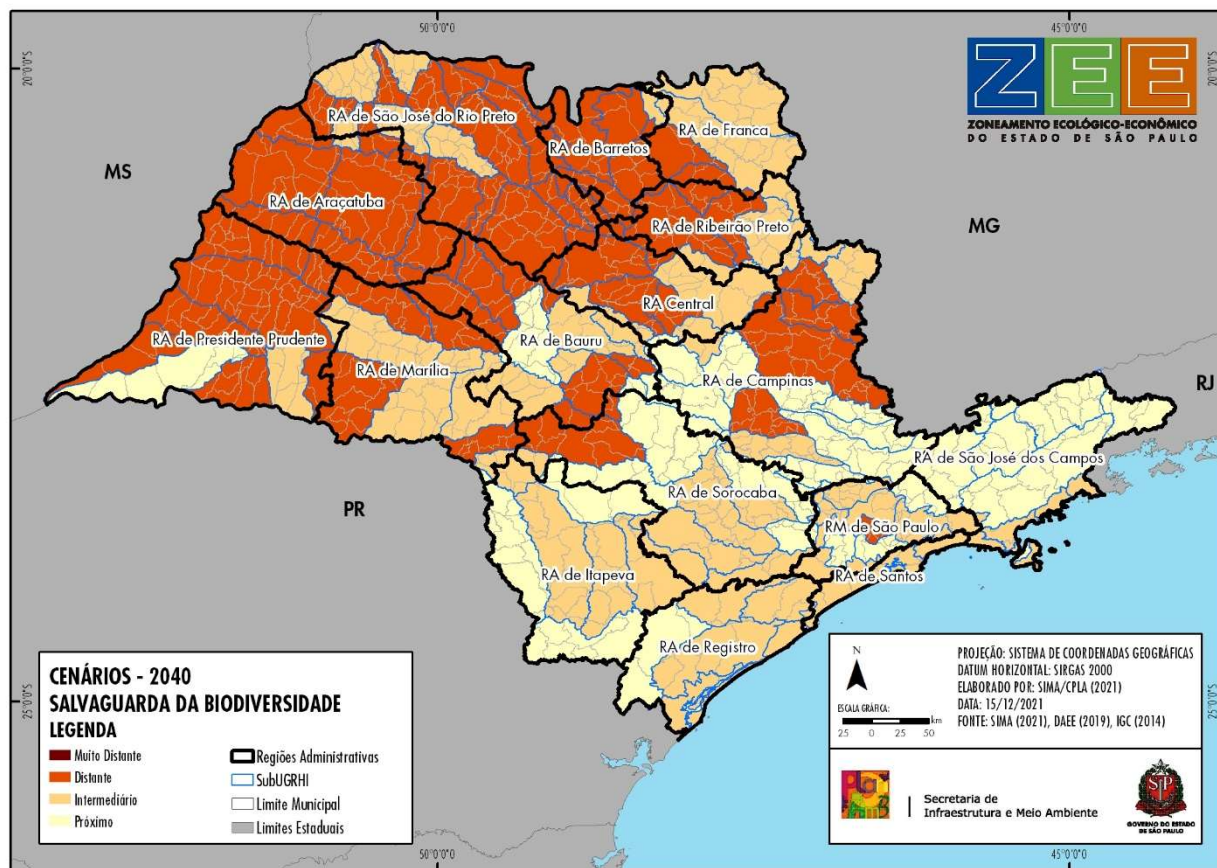 50°0'0"O
45°0'0"O
20°0'0"S
20°0'0"S
ZEE
ZONEAMENTO ECOLÓGICO-ECONÔMICO
DO ESTADO DE SÃO PAULO
MS
MG
RJ
PR
RA de São José do Rio Preto
RA de Barretos
RA de Franca
RA de Araçatuba
RA de Ribeirão Preto
RA Central
RA de Presidente Prudente
RA de Bauru
RA de Marília
RA de Campinas
RA de São José dos Campos
RA de Sorocaba
RM de São Paulo
RA de Itapeva
RA de Santos
RA de Registro
CENÁRIOS - 2040
SALVAGUARDA DA BIODIVERSIDADE
LEGENDA
Muito Distante
Distante
Intermediário
Próximo
Regiões Administrativas
SubUGRHI
Limite Municipal
Limites Estaduais
N
ESCALA GRÁFICA:
25 0 25 50 km
PROJEÇÃO: SISTEMA DE COORDENADAS GEOGRÁFICAS
DATUM HORIZONTAL: SIRGAS 2000
ELABORADO POR: SIMA/CPLA (2021)
DATA: 15/12/2021
FONTE: SIMA (2021), DAEE (2019), IGC (2014)
Secretaria de
Infraestrutura e Meio Ambiente
GOVERNO DO ESTADO
DE SÃO PAULO
25°0'0"S
25°0'0"S
50°0'0"O
45°0'0"O